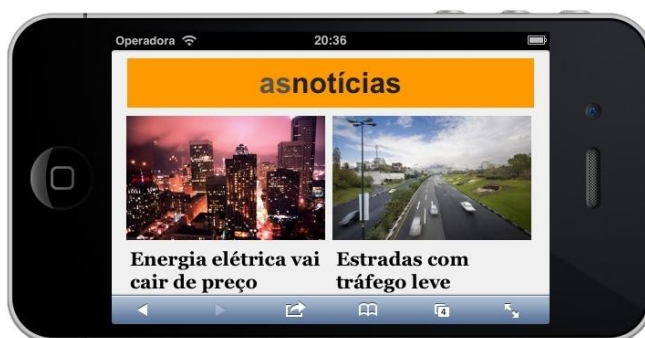 Operadora 20:36
asnotícias
Energia elétrica vai
cair de preço
Estradas com
tráfego leve
4